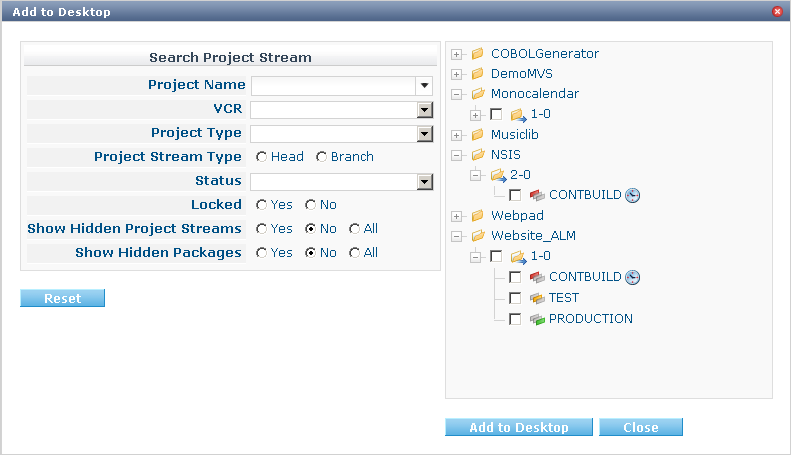 Add to Desktop
Search Project Stream
Project Name
VCR
Project Type
Project Stream Type Head Branch
Status
Locked Yes No
Show Hidden Project Streams Yes No All
Show Hidden Packages Yes No All
Reset
COBOLGenerator
DemoMVS
Monocalendar
1-0
Musiclib
NSIS
2-0
CONTBUILD
Webpad
Website_ALM
1-0
CONTBUILD
TEST
PRODUCTION
Add to Desktop Close